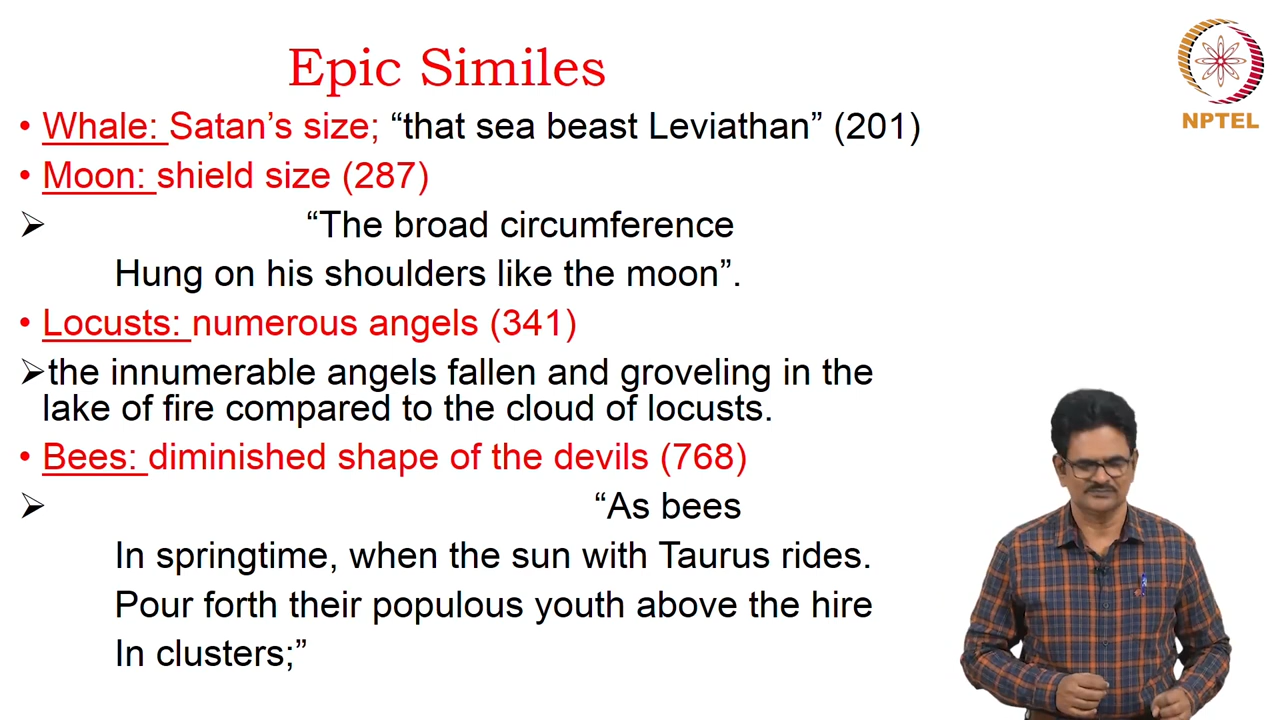 Epic Similes
NPTEL
• Whale: Satan’s size; “that sea beast Leviathan” (201)
• Moon: shield size (287)
➢ “The broad circumference
Hung on his shoulders like the moon”.
• Locusts: numerous angels (341)
➢the innumerable angels fallen and groveling in the
lake of fire compared to the cloud of locusts.
• Bees: diminished shape of the devils (768)
➢ “As bees
In springtime, when the sun with Taurus rides.
Pour forth their populous youth above the hire
In clusters;”